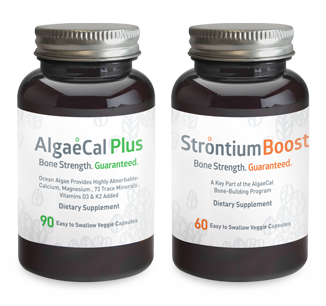 AlgaeCal Plus
Bone Strength. Guaranteed.
Ocean Algae Provides Highly Absorbable
Calcium, Magnesium, 73 Trace Minerals
Vitamins D3 & K2 Added
Dietary Supplement
90 Easy to Swallow Veggie Capsules
StrontiumBoost
Bone Strength. Guaranteed.
A Key Part of the AlgaeCal
Bone-Building Program
Dietary Supplement
60 Easy to Swallow Veggie Capsules